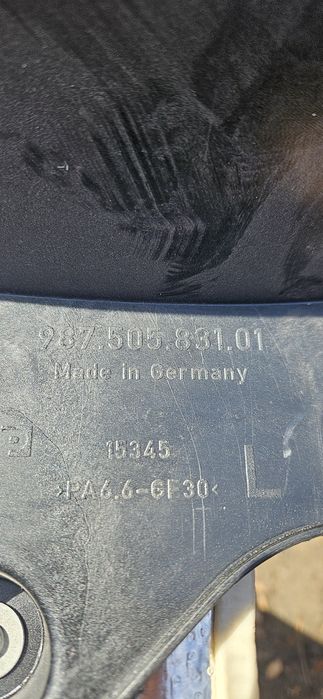 987.505.831.01
Made in Germany
15345
>PA6.6-GF30<
L